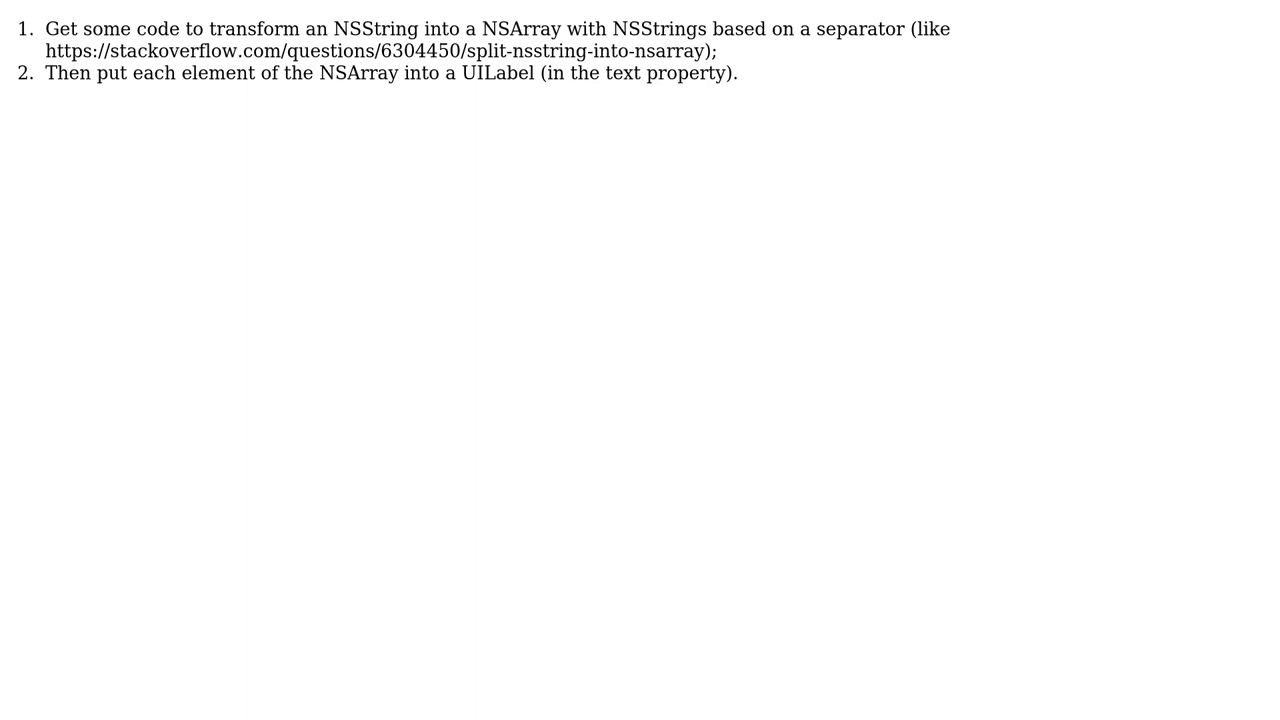 1. Get some code to transform an NSString into a NSArray with NSStrings based on a separator (like
https://stackoverflow.com/questions/6304450/split-nsstring-into-nsarray);
2. Then put each element of the NSArray into a UILabel (in the text property).